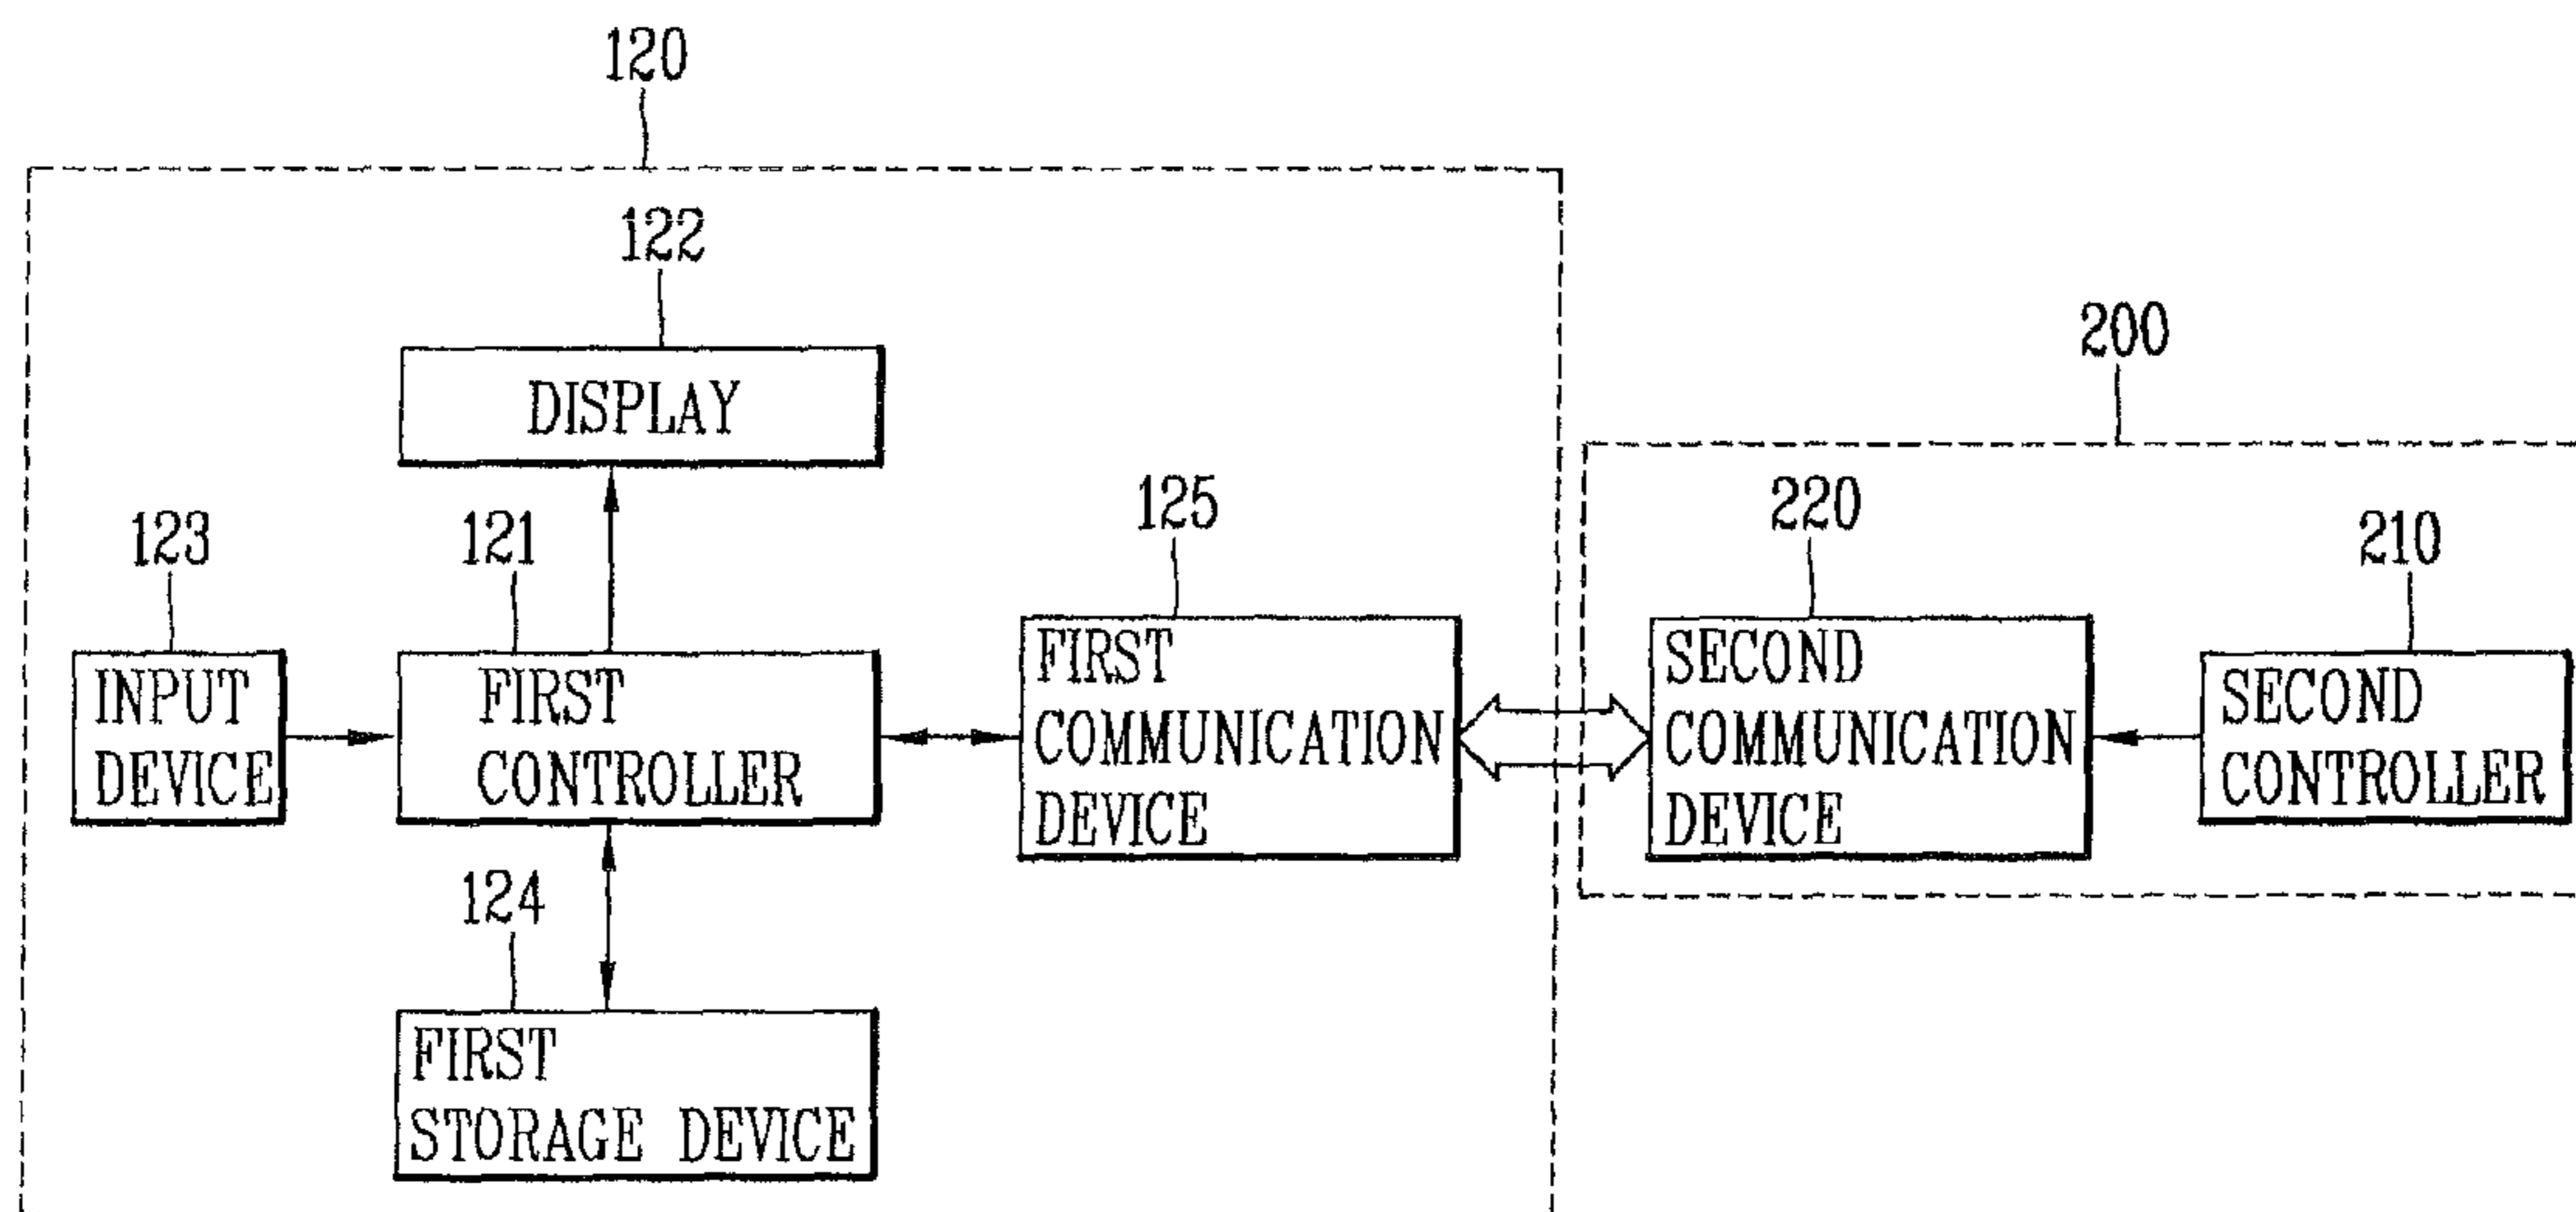 120
122
DISPLAY
200
123
121
125
220
210
INPUT
DEVICE
FIRST
CONTROLLER
FIRST
COMMUNICATION
DEVICE
SECOND
COMMUNICATION
DEVICE
SECOND
CONTROLLER
124
FIRST
STORAGE DEVICE